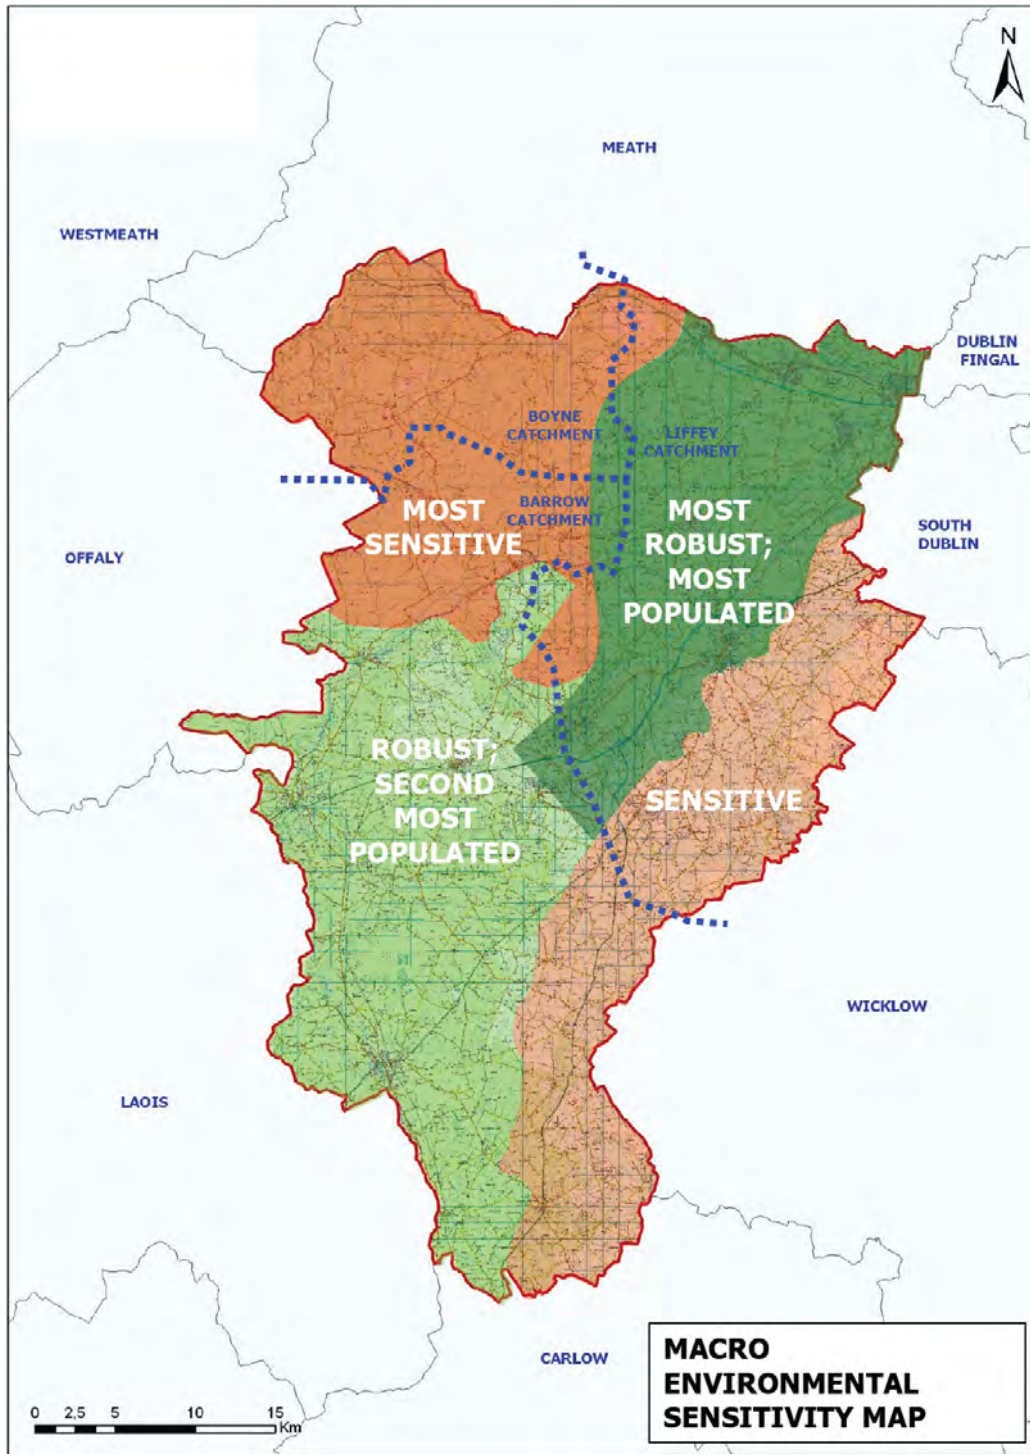 N
MEATH
WESTMEATH
DUBLIN
FINGAL
BOYNE
CATCHMENT
LIFFEY
CATCHMENT
BARROW
CATCHMENT
MOST
SENSITIVE
MOST
ROBUST;
MOST
POPULATED
SOUTH
DUBLIN
OFFALY
ROBUST;
SECOND
MOST
POPULATED
SENSITIVE
WICKLOW
LAOIS
CARLOW
MACRO
ENVIRONMENTAL
SENSITIVITY MAP
0 2,5 5 10 15
Km